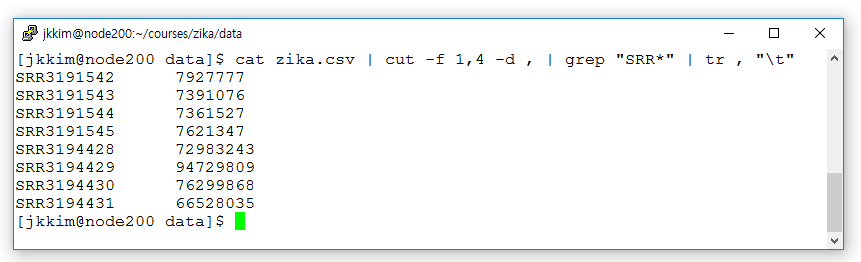 jkkim@node200:~/courses/zika/data
[jkkim@node200 data]$ cat zika.csv | cut -f 1,4 -d , | grep "SRR*" | tr , "\t"
SRR3191542 7927777
SRR3191543 7391076
SRR3191544 7361527
SRR3191545 7621347
SRR3194428 72983243
SRR3194429 94729809
SRR3194430 76299868
SRR3194431 66528035
[jkkim@node200 data]$